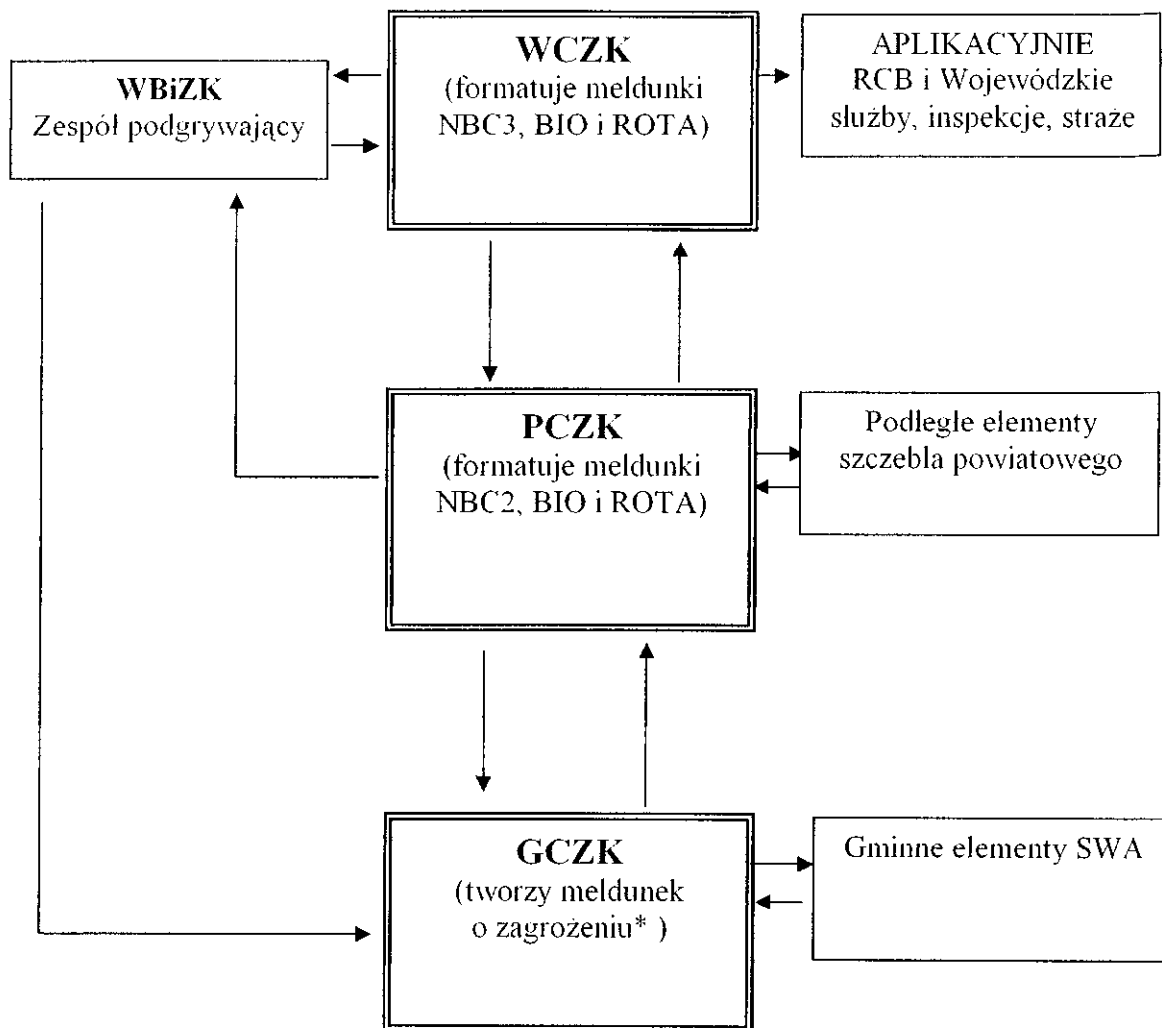 WBiZK
Zespół podgrywający
WCZK
(formatuje meldunki
NBC3, BIO i ROTA)
APLIKACYJNIE
RCB i Wojewódzkie
służby, inspekcje, straże
PCZK
(formatuje meldunki
NBC2, BIO i ROTA)
Podległe elementy
szczebla powiatowego
GCZK
(tworzy meldunek
o zagrożeniu* )
Gminne elementy SWA